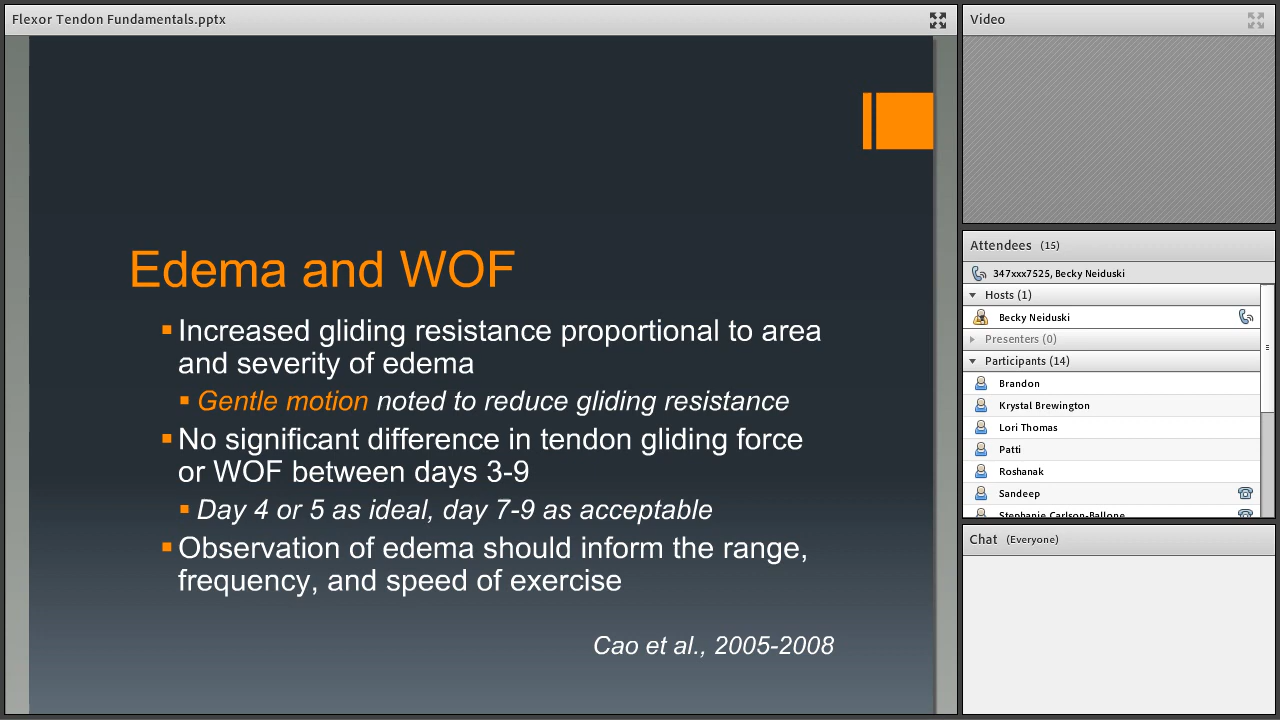 Flexor Tendon Fundamentals.pptx
Edema and WOF
Increased gliding resistance proportional to area
and severity of edema
Gentle motion noted to reduce gliding resistance
No significant difference in tendon gliding force
or WOF between days 3-9
Day 4 or 5 as ideal, day 7-9 as acceptable
Observation of edema should inform the range,
frequency, and speed of exercise
Cao et al., 2005-2008
Video
Attendees (15)
347xxx7525, Becky Neiduski
Hosts (1)
Becky Neiduski
Presenters (0)
Participants (14)
Brandon
Krystal Brewington
Lori Thomas
Patti
Roshanak
Sandeep
Stephanie Carlson-Ballone
Chat (Everyone)